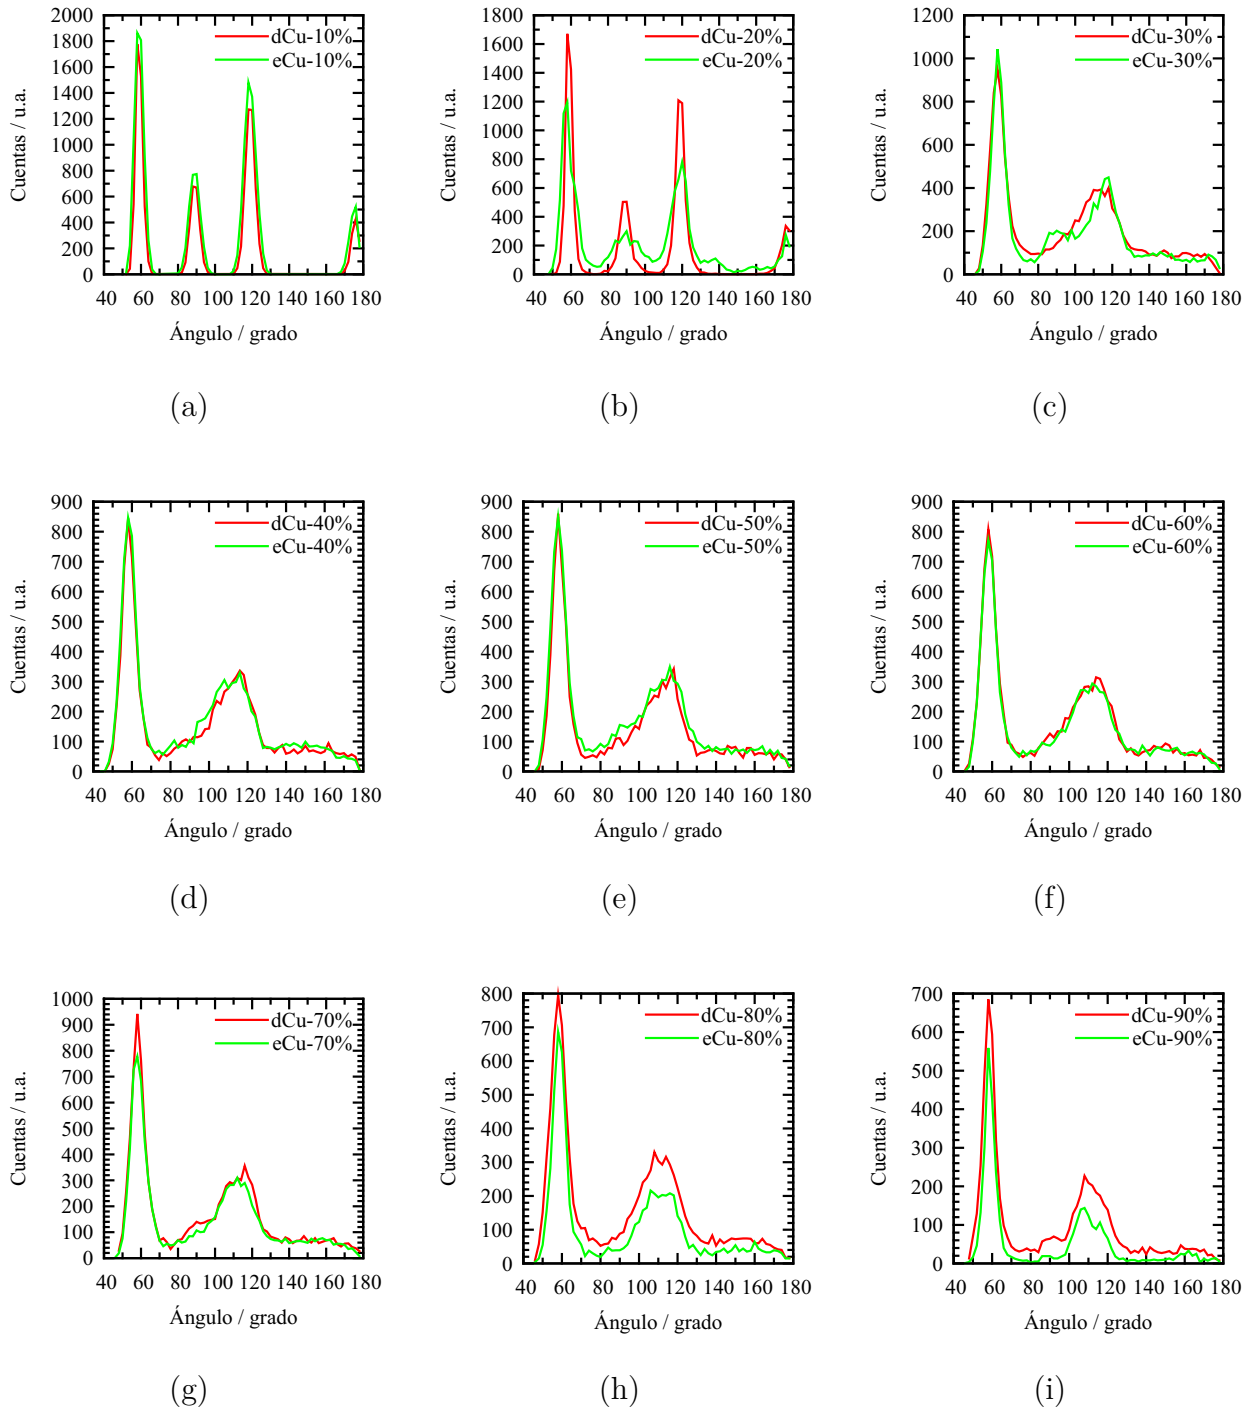 2000
1800
1600
1400
1200
1000
800
600
400
200
0
40 60 80 100 120 140 160 180
Cuentas / u.a.
Ángulo / grado
dCu-10%
eCu-10%
(a)
1800
1600
1400
1200
1000
800
600
400
200
0
40 60 80 100 120 140 160 180
Cuentas / u.a.
Ángulo / grado
dCu-20%
eCu-20%
(b)
1200
1000
800
600
400
200
0
40 60 80 100 120 140 160 180
Cuentas / u.a.
Ángulo / grado
dCu-30%
eCu-30%
(c)
900
800
700
600
500
400
300
200
100
0
40 60 80 100 120 140 160 180
Cuentas / u.a.
Ángulo / grado
dCu-40%
eCu-40%
(d)
900
800
700
600
500
400
300
200
100
0
40 60 80 100 120 140 160 180
Cuentas / u.a.
Ángulo / grado
dCu-50%
eCu-50%
(e)
900
800
700
600
500
400
300
200
100
0
40 60 80 100 120 140 160 180
Cuentas / u.a.
Ángulo / grado
dCu-60%
eCu-60%
(f)
1000
900
800
700
600
500
400
300
200
100
0
40 60 80 100 120 140 160 180
Cuentas / u.a.
Ángulo / grado
dCu-70%
eCu-70%
(g)
800
700
600
500
400
300
200
100
0
40 60 80 100 120 140 160 180
Cuentas / u.a.
Ángulo / grado
dCu-80%
eCu-80%
(h)
700
600
500
400
300
200
100
0
40 60 80 100 120 140 160 180
Cuentas / u.a.
Ángulo / grado
dCu-90%
eCu-90%
(i)